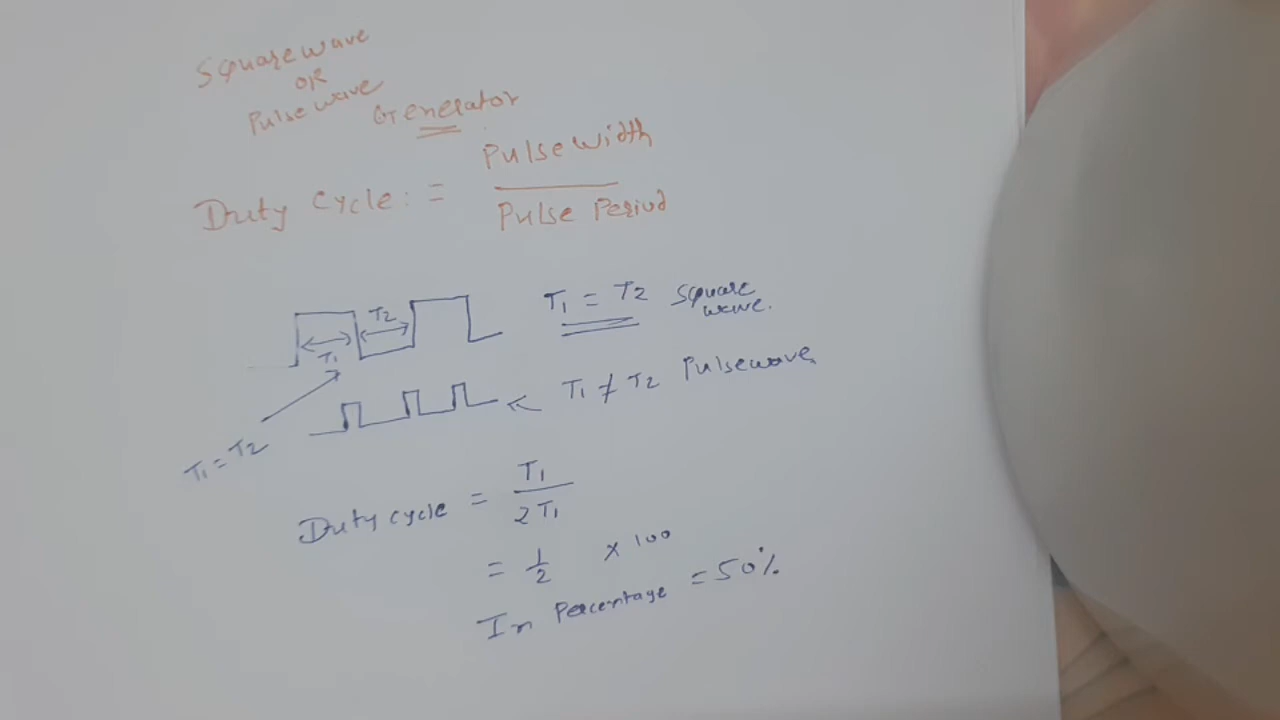 Squarewave
OR
Pulse wave
Generator
Duty Cycle: = Pulse Width
Pulse Period
T2
T1
T1 = T2 Square
wave.
T1 ≠ T2 Pulsewave.
T1 = T2
Duty cycle = T1
2T1
= 1/2 × 100
In Percentage = 50%